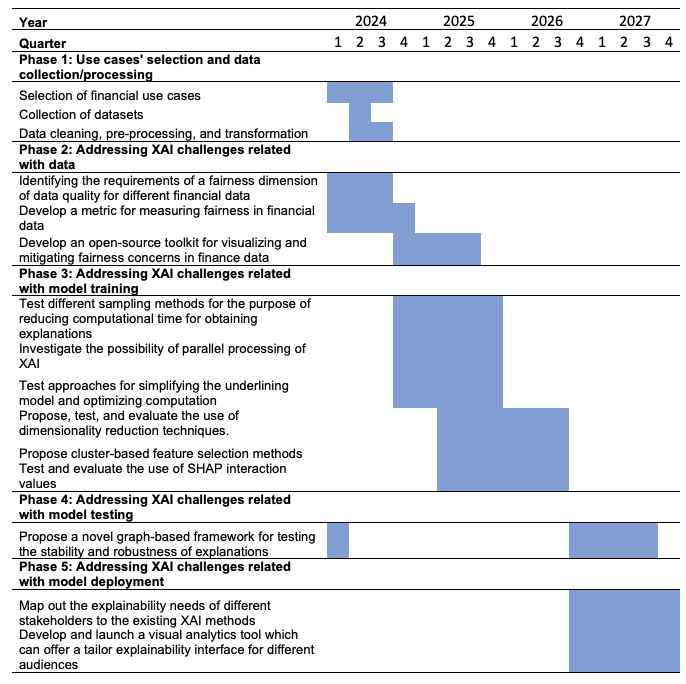 Year 2024 2025 2026 2027
Quarter 1 2 3 4 1 2 3 4 1 2 3 4 1 2 3 4
Phase 1: Use cases' selection and data
collection/processing
Selection of financial use cases
Collection of datasets
Data cleaning, pre-processing, and transformation
Phase 2: Addressing XAI challenges related
with data
Identifying the requirements of a fairness dimension
of data quality for different financial data
Develop a metric for measuring fairness in financial
data
Develop an open-source toolkit for visualizing and
mitigating fairness concerns in finance data
Phase 3: Addressing XAI challenges related
with model training
Test different sampling methods for the purpose of
reducing computational time for obtaining
explanations
Investigate the possibility of parallel processing of
XAI
Test approaches for simplifying the underlining
model and optimizing computation
Propose, test, and evaluate the use of
dimensionality reduction techniques.
Propose cluster-based feature selection methods
Test and evaluate the use of SHAP interaction
values
Phase 4: Addressing XAI challenges related
with model testing
Propose a novel graph-based framework for testing
the stability and robustness of explanations
Phase 5: Addressing XAI challenges related
with model deployment
Map out the explainability needs of different
stakeholders to the existing XAI methods
Develop and launch a visual analytics tool which
can offer a tailor explainability interface for different
audiences